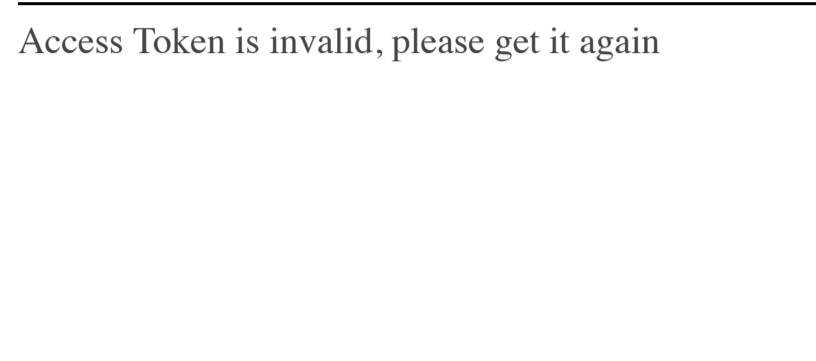 Access Token is invalid, please get it again